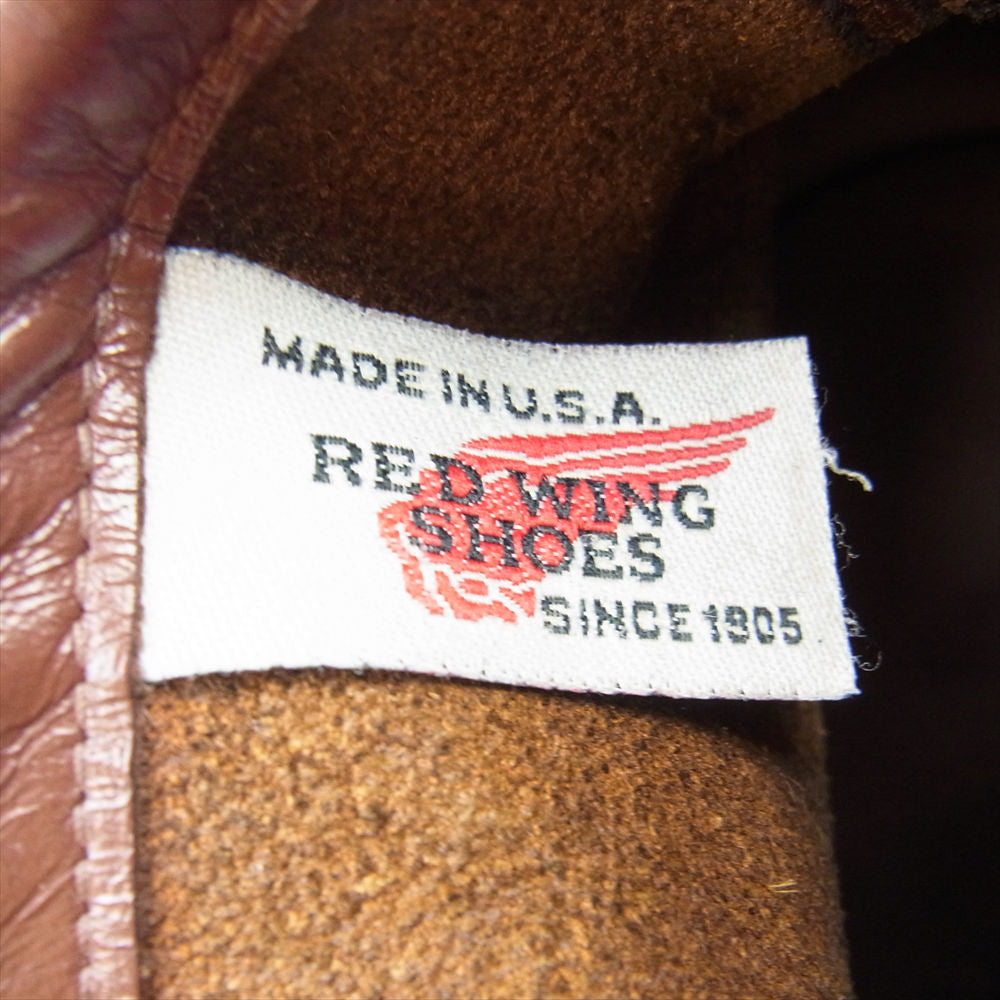 MADE IN U.S.A.
RED WING
SHOES
SINCE 1905